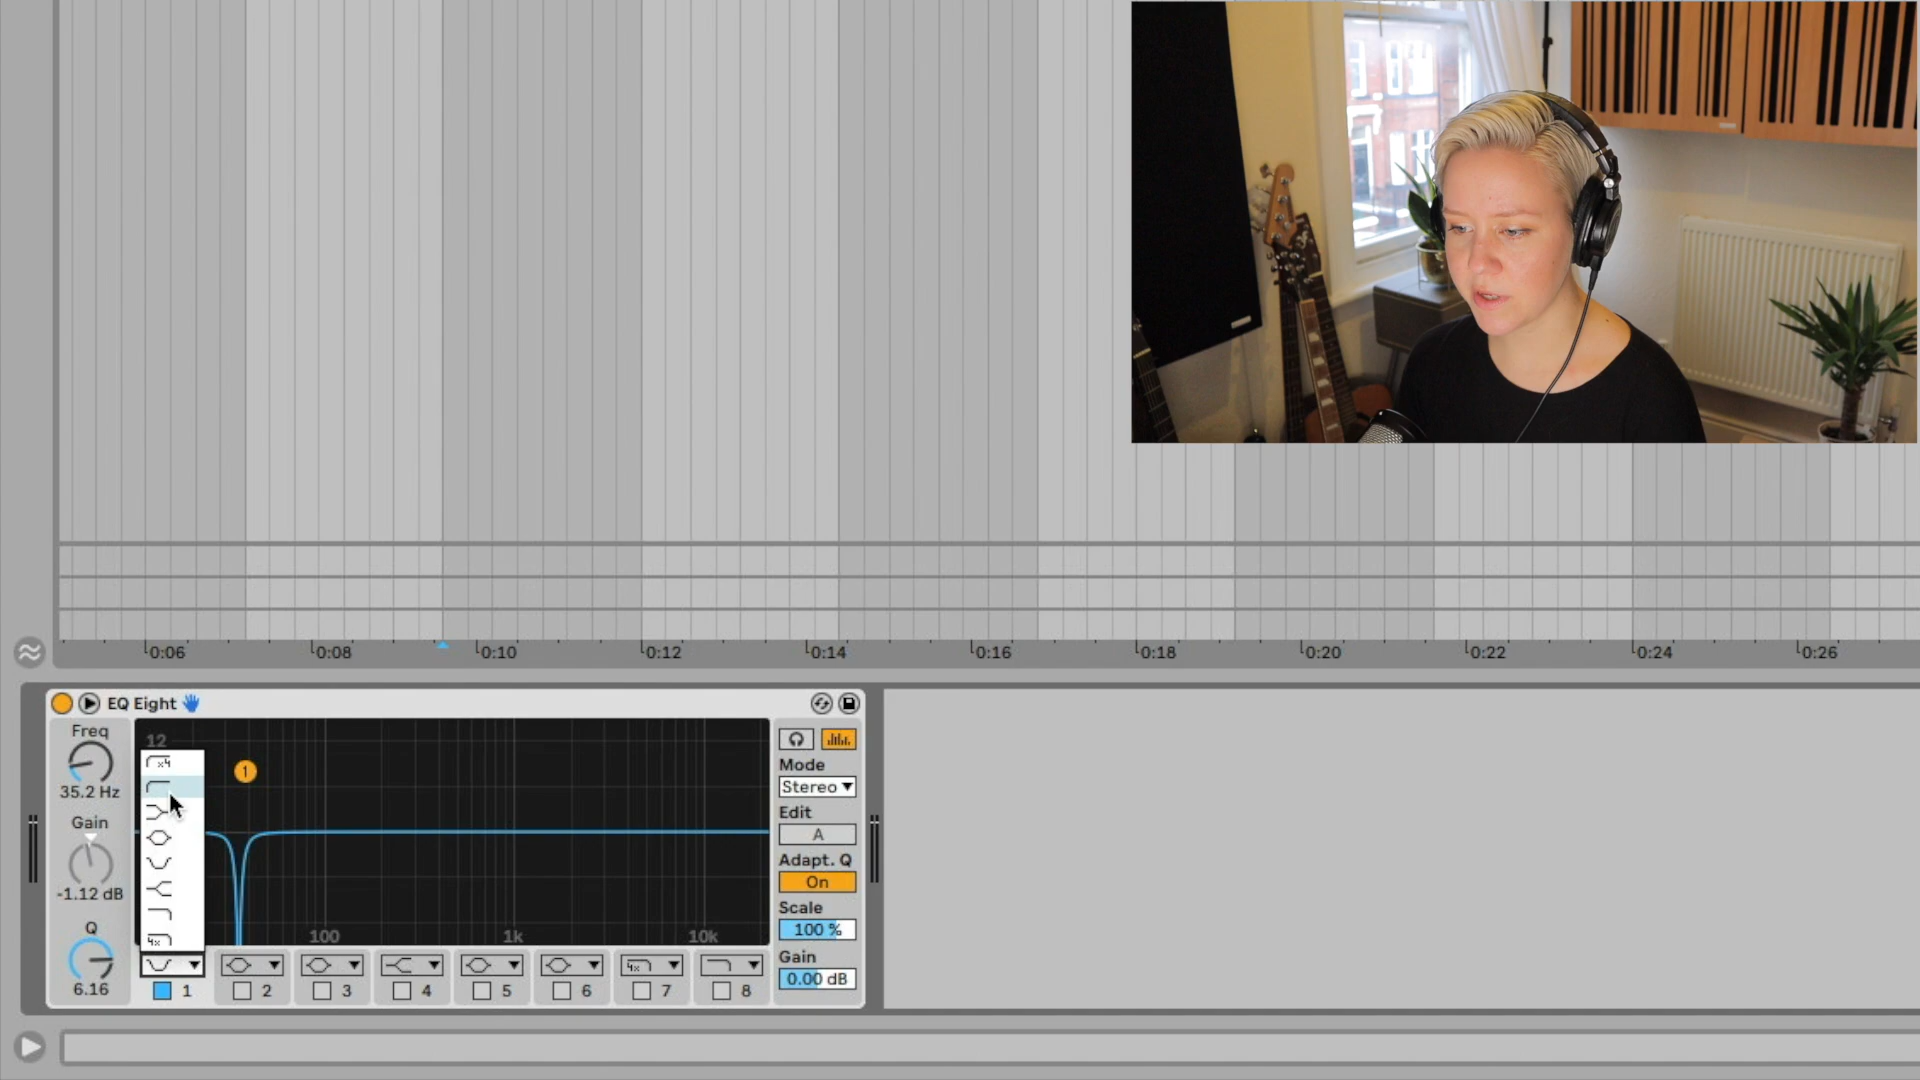 0:06 0:08 0:10 0:12 0:14 0:16 0:18 0:20 0:22 0:24 0:26
EQ Eight
Freq
35.2 Hz
Gain
-1.12 dB
Q
6.16
12
x4
4x
1
100 1k 10k
4x
1 2 3 4 5 6 7 8
Mode
Stereo
Edit
A
Adapt. Q
On
Scale
100 %
Gain
0.00 dB